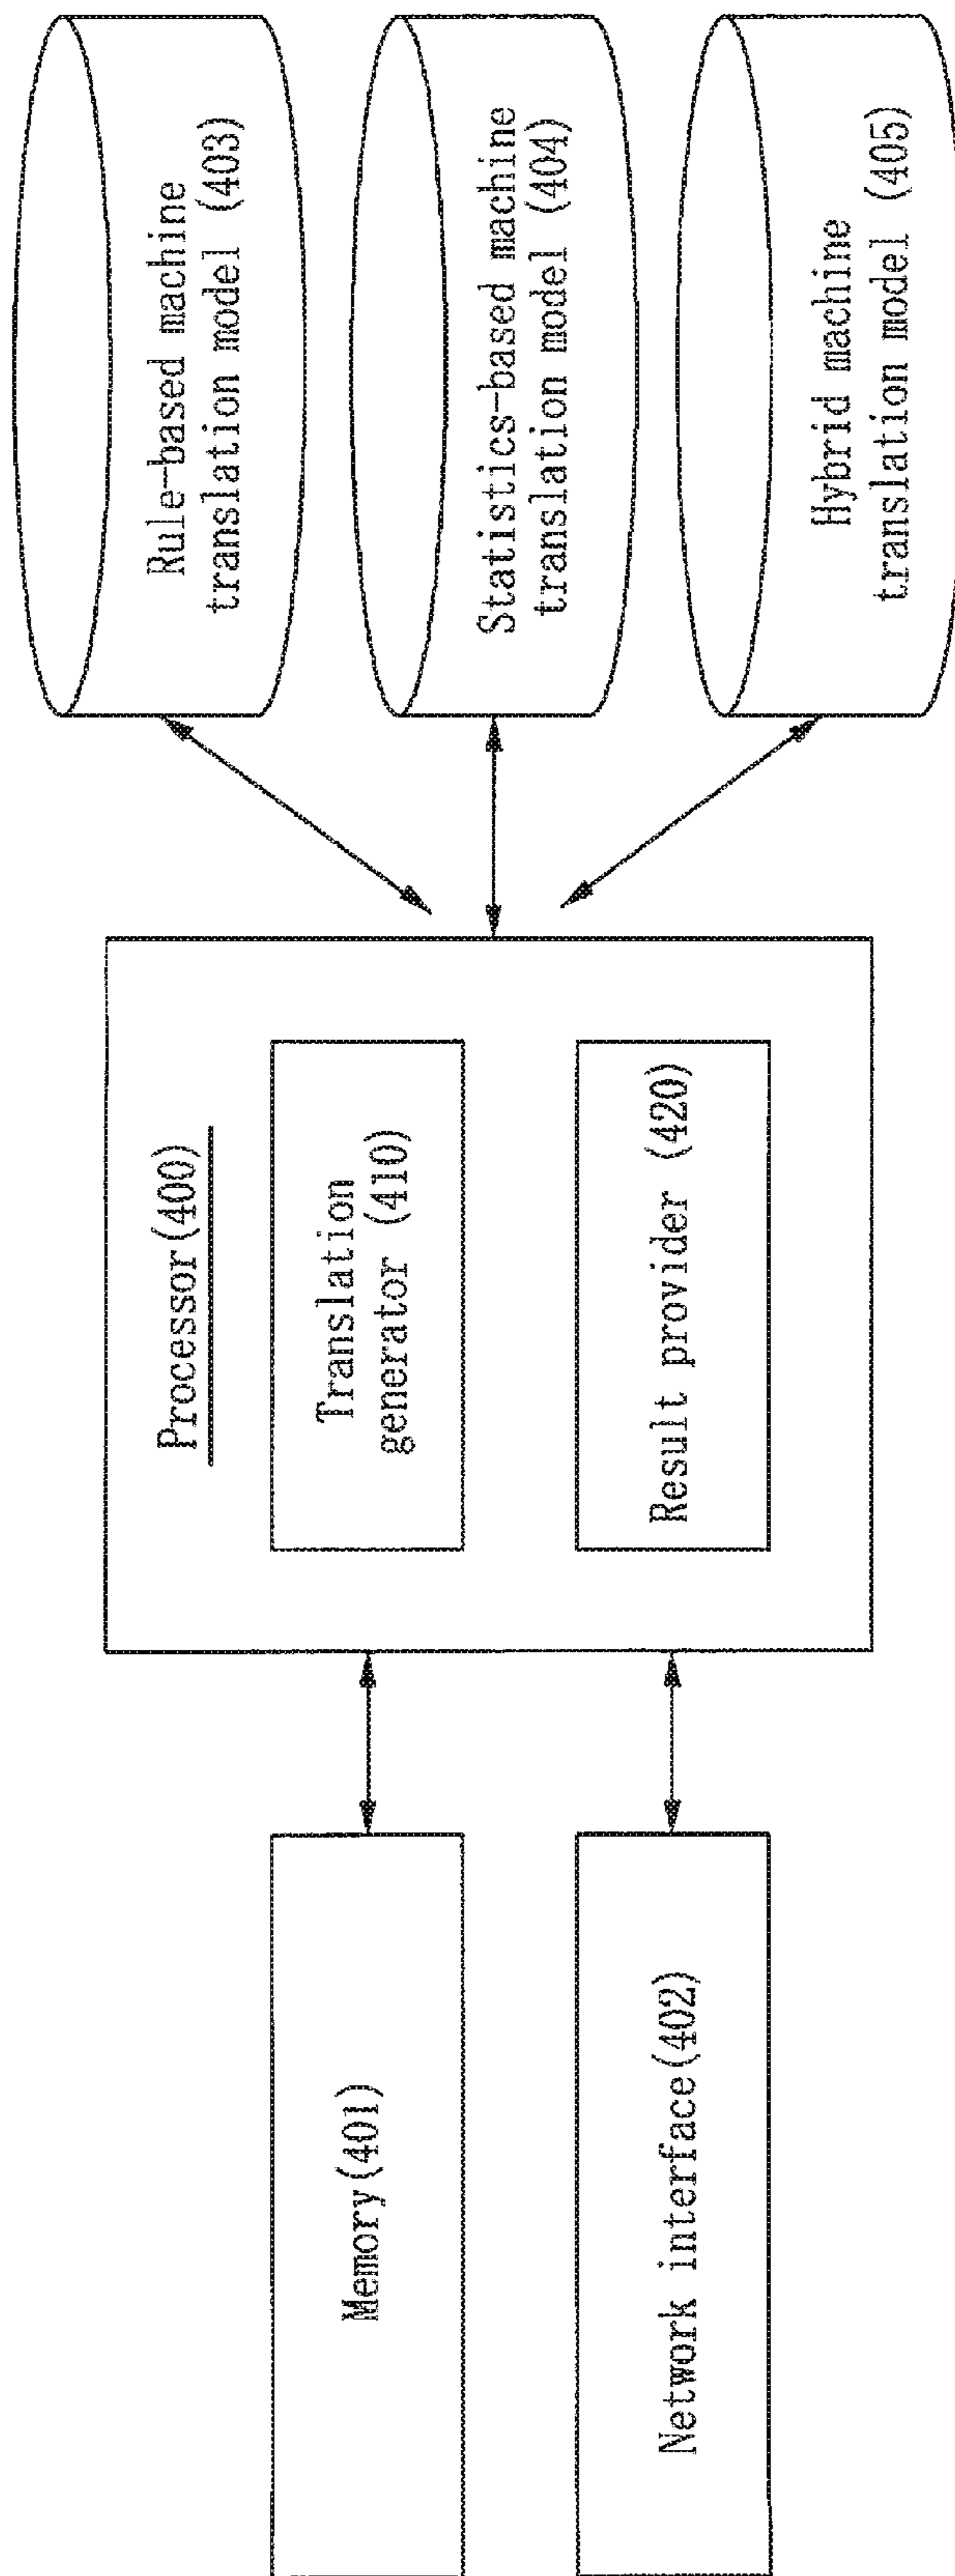 Memory(401)
Network interface(402)
Processor(400)
Translation
generator (410)
Result provider (420)
Rule-based machine
translation model (403)
Statistics-based machine
translation model (404)
Hybrid machine
translation model (405)